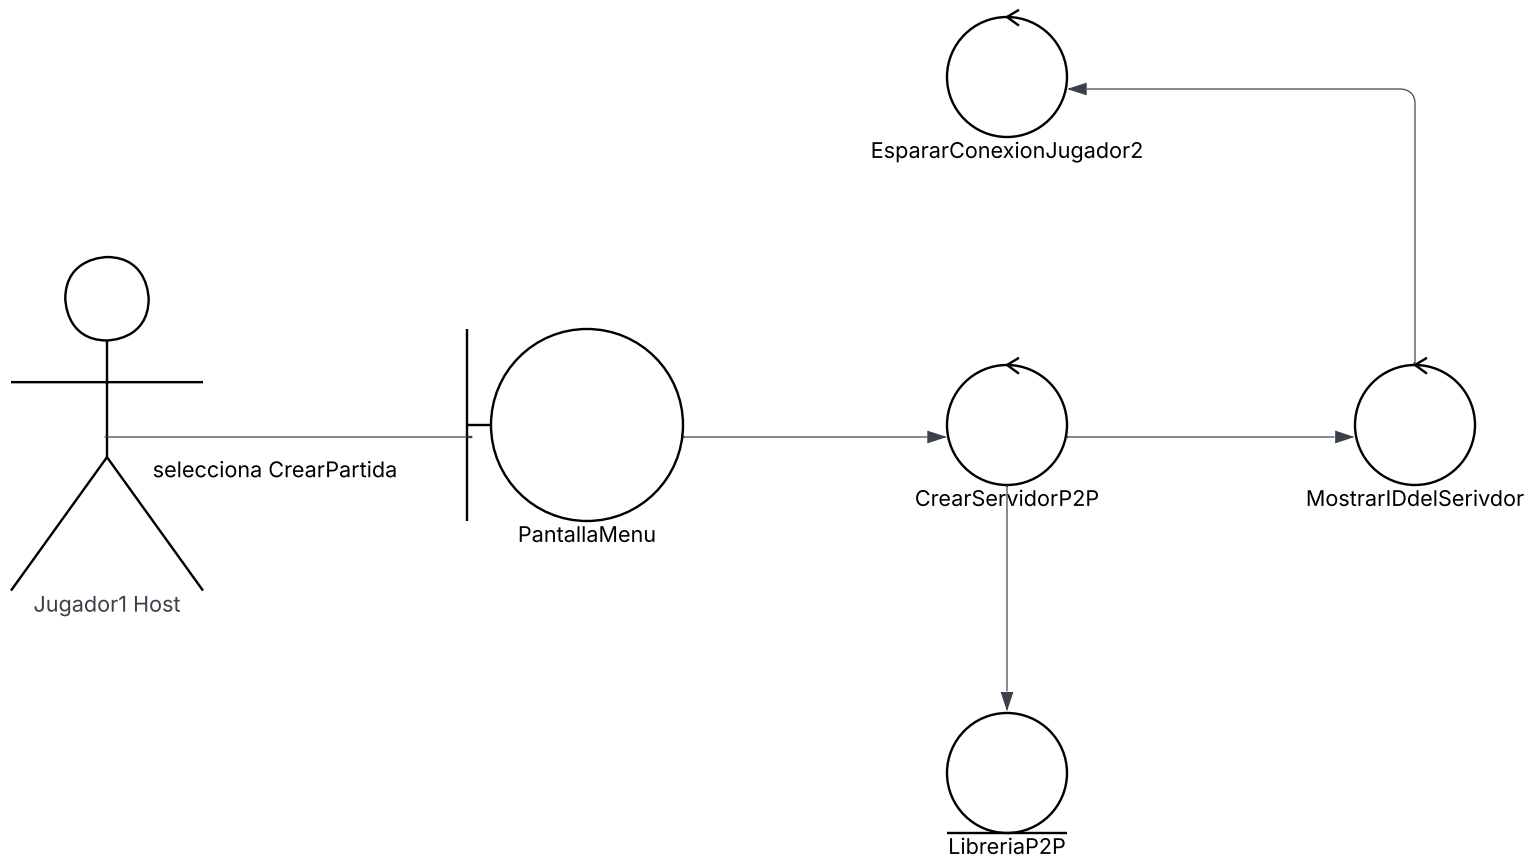 EspararConexionJugador2
selecciona CrearPartida
CrearServidorP2P
MostrarIDdelSerivdor
PantallaMenu
Jugador1 Host
LibreriaP2P